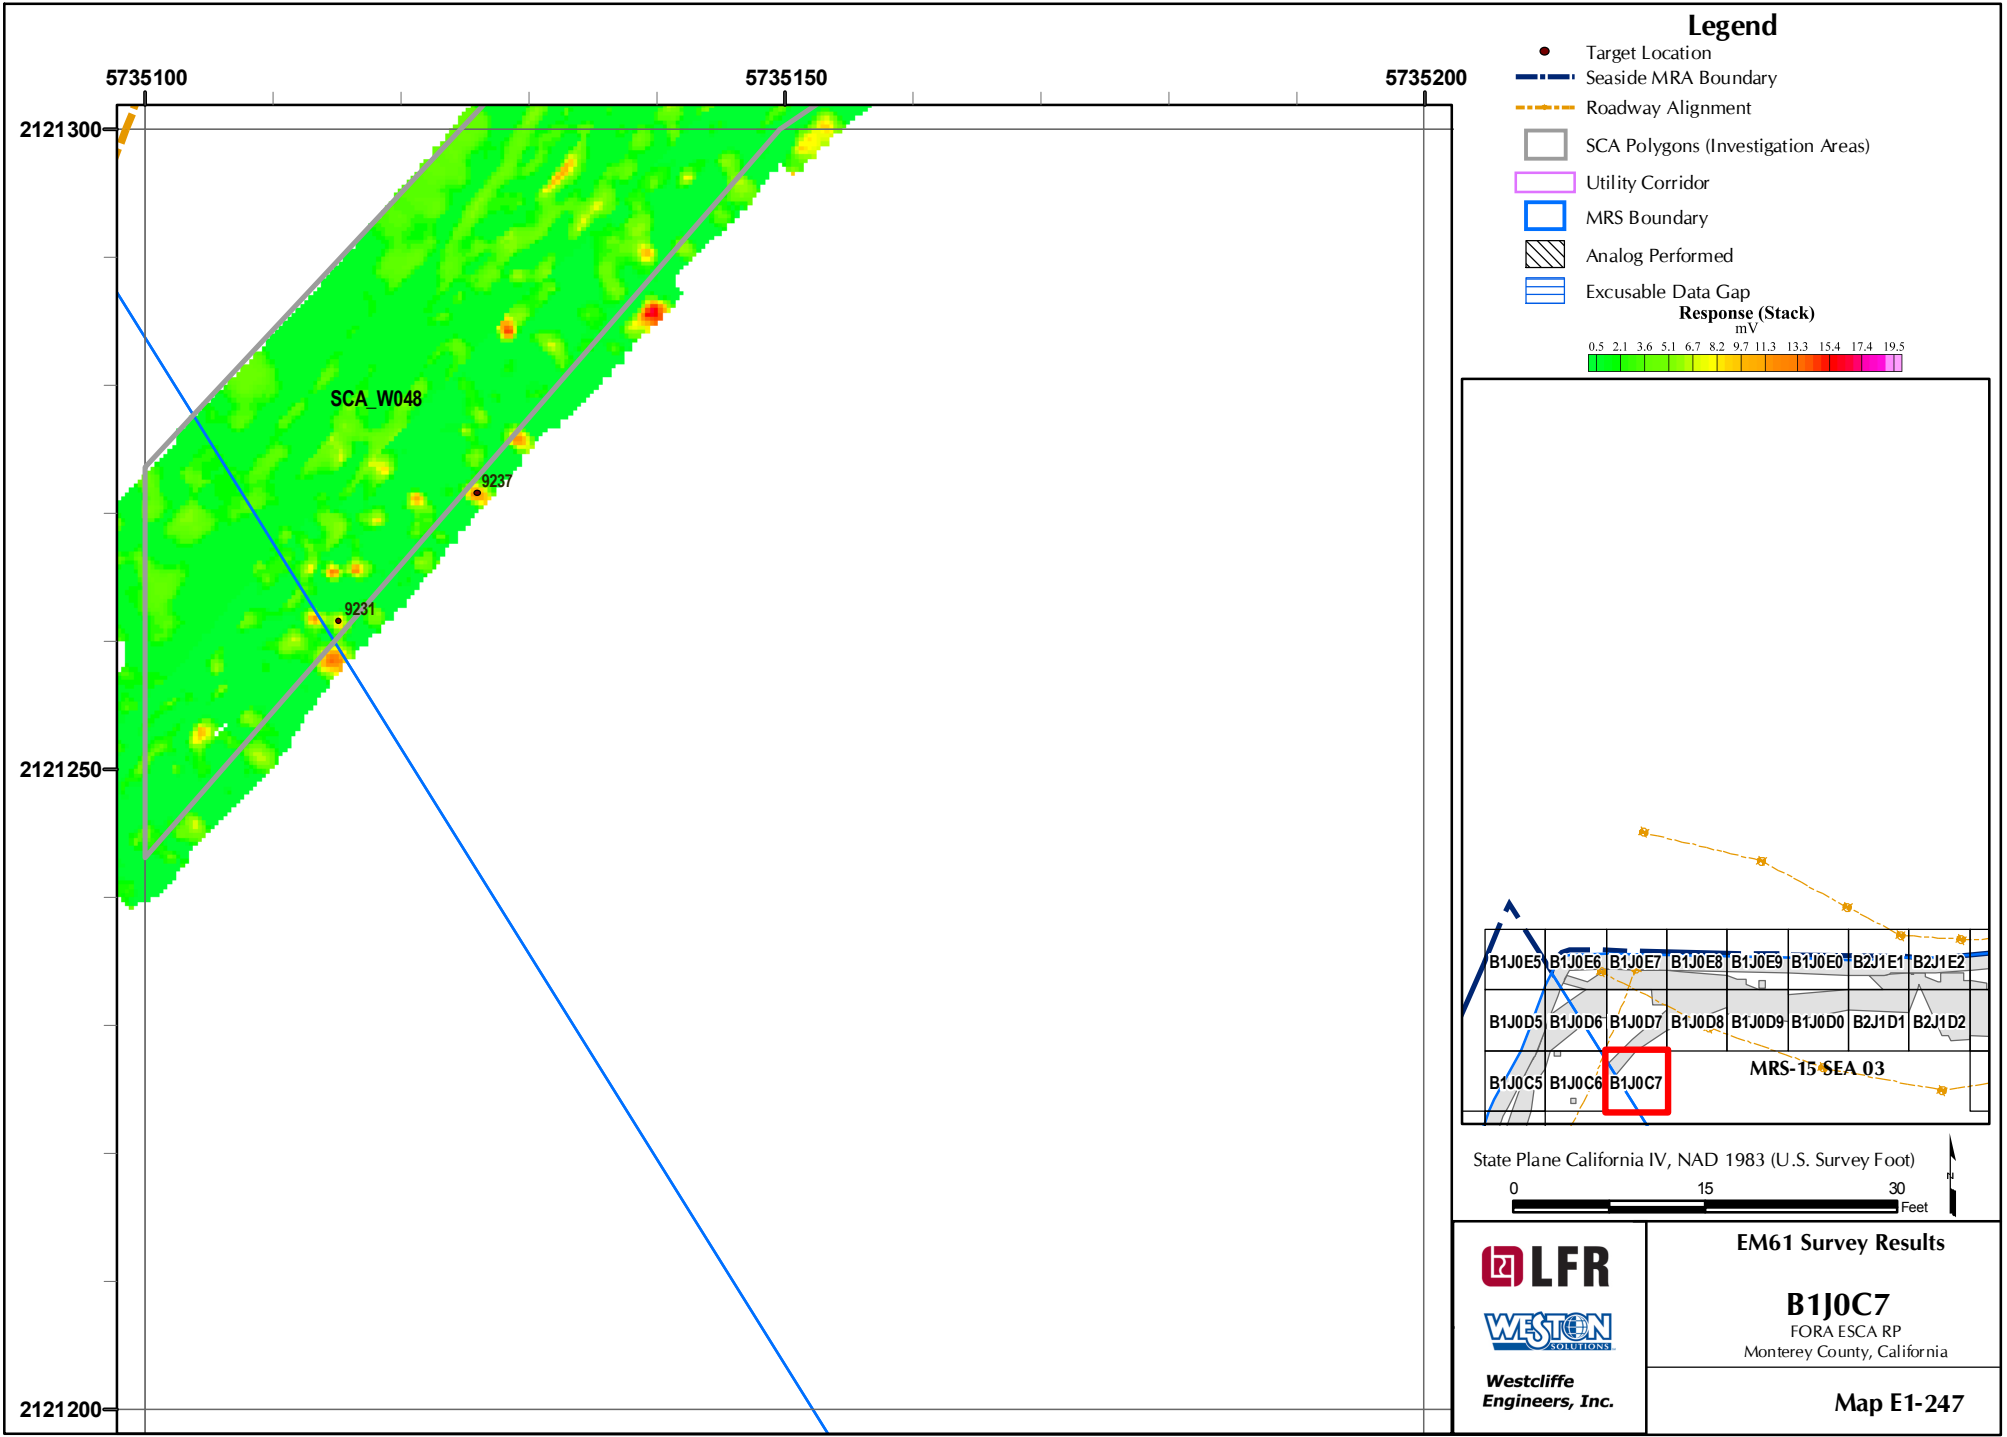 5735100
5735150
5735200
2121300
2121250
2121200
SCA_W048
9237
9231
Legend
Target Location
Seaside MRA Boundary
Roadway Alignment
SCA Polygons (Investigation Areas)
Utility Corridor
MRS Boundary
Analog Performed
Excusable Data Gap
Response (Stack)
mV
0.5 2.1 3.6 5.1 6.7 8.2 9.7 11.3 13.3 15.4 17.4 19.5
B1J0E5 B1J0E6 B1J0E7 B1J0E8 B1J0E9 B1J0E0 B2J1E1 B2J1E2
B1J0D5 B1J0D6 B1J0D7 B1J0D8 B1J0D9 B1J0D0 B2J1D1 B2J1D2
MRS-15 SEA 03
B1J0C5 B1J0C6 B1J0C7
State Plane California IV, NAD 1983 (U.S. Survey Foot)
N
0 15 30
Feet
LFR
WESTON
SOLUTIONS
Westcliffe
Engineers, Inc.
EM61 Survey Results
B1J0C7
FORA ESCA RP
Monterey County, California
Map E1-247